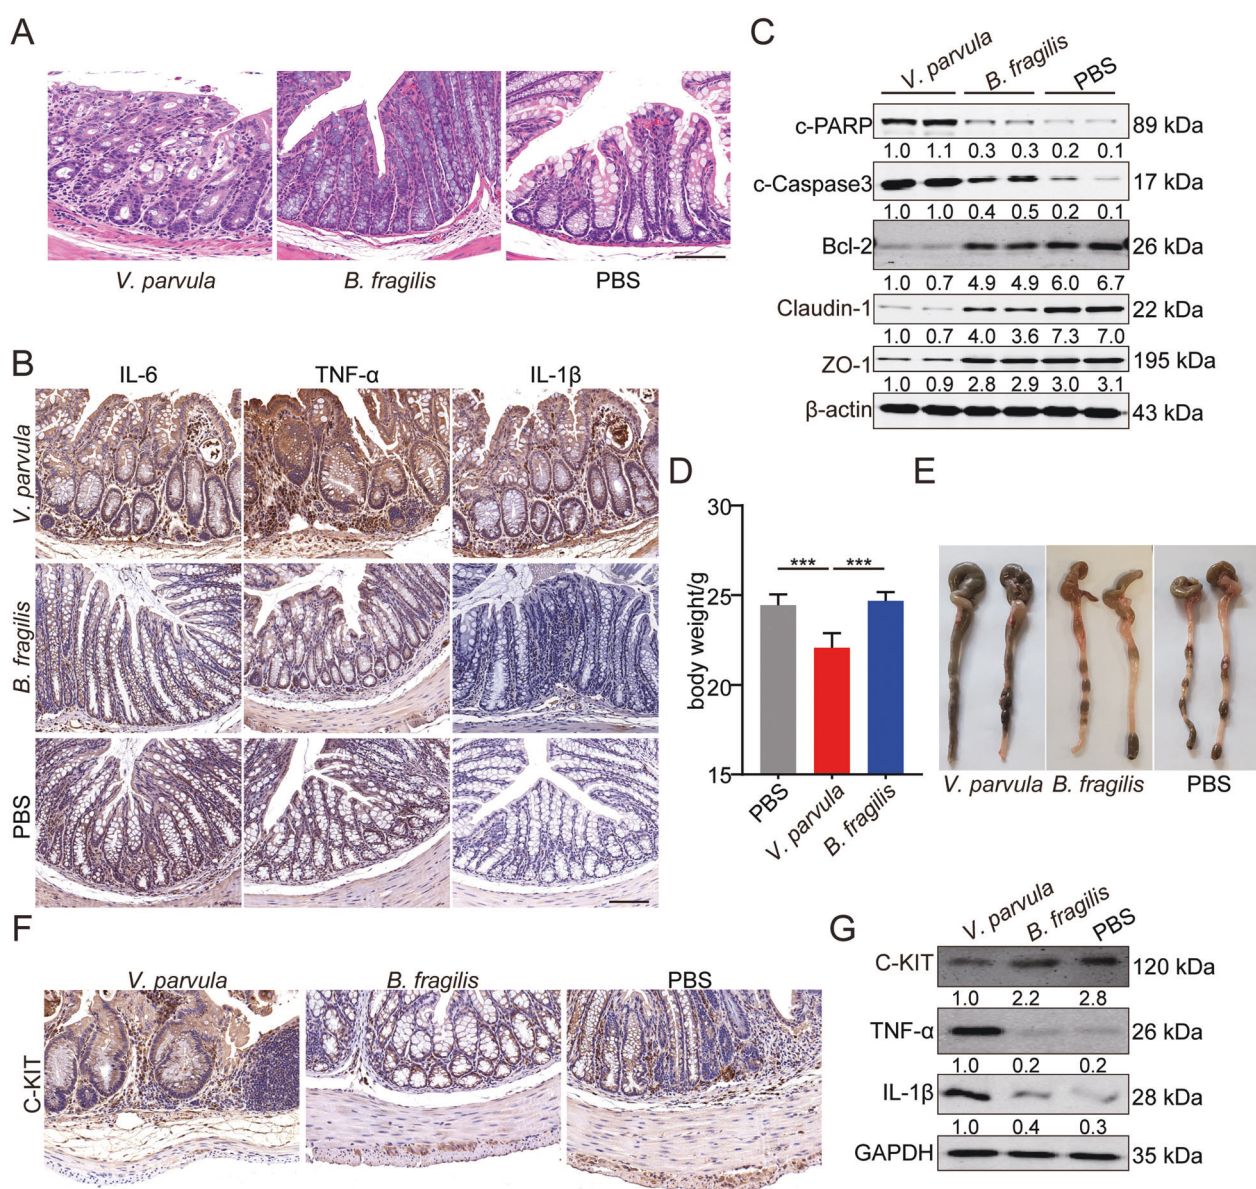 A
V. parvula
B. fragilis
PBS
B
IL-6
TNF-α
IL-1β
V. parvula
B. fragilis
PBS
C
V. parvula
B. fragilis
PBS
c-PARP
89 kDa
1.0 1.1 0.3 0.3 0.2 0.1
c-Caspase3
17 kDa
1.0 1.0 0.4 0.5 0.2 0.1
Bcl-2
26 kDa
1.0 0.7 4.9 4.9 6.0 6.7
Claudin-1
22 kDa
1.0 0.7 4.0 3.6 7.3 7.0
ZO-1
195 kDa
1.0 0.9 2.8 2.9 3.0 3.1
β-actin
43 kDa
D
body weight/g
30
25
20
15
***
***
PBS
V. parvula
B. fragilis
E
V. parvula
B. fragilis
PBS
F
V. parvula
B. fragilis
PBS
C-KIT
G
V. parvula
B. fragilis
PBS
C-KIT
120 kDa
1.0 2.2 2.8
TNF-α
26 kDa
1.0 0.2 0.2
IL-1β
28 kDa
1.0 0.4 0.3
GAPDH
35 kDa